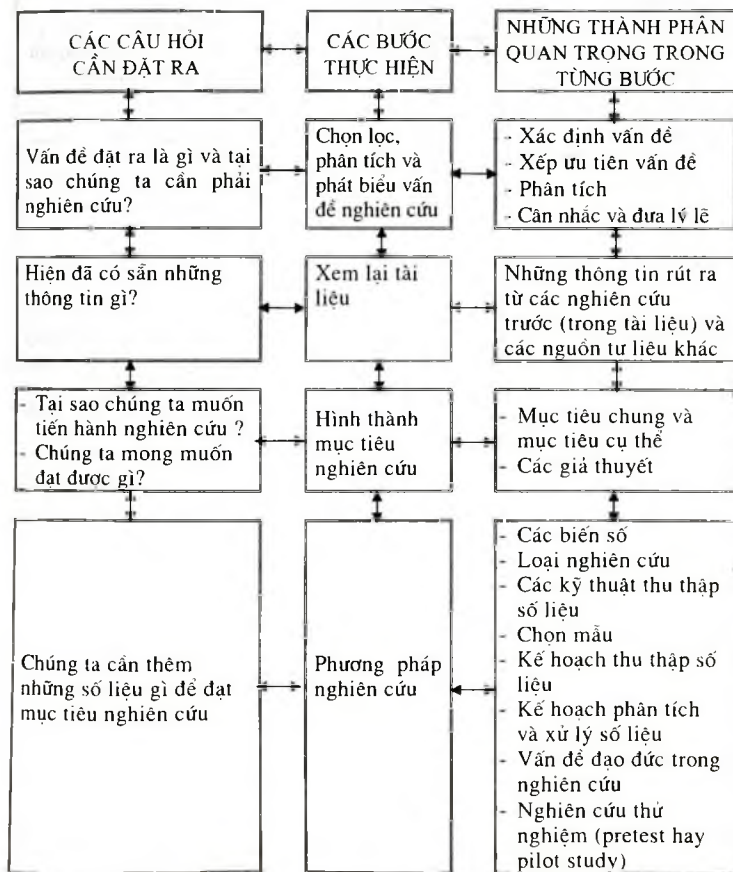 CÁC CÂU HỎI
CẦN ĐẶT RA
CÁC BƯỚC
THỰC HIỆN
NHỮNG THÀNH PHẦN
QUAN TRỌNG TRONG
TỪNG BƯỚC
Vấn đề đặt ra là gì và tại
sao chúng ta cần phải
nghiên cứu?
Chọn lọc,
phân tích và
phát biểu vấn
đề nghiên cứu
- Xác định vấn đề
- Xếp ưu tiên vấn đề
- Phân tích
- Cân nhắc và đưa lý lẽ
Hiện đã có sẵn những
thông tin gì?
Xem lại tài
liệu
Những thông tin rút ra
từ các nghiên cứu
trước (trong tài liệu) và
các nguồn tư liệu khác
- Tại sao chúng ta muốn
tiến hành nghiên cứu ?
- Chúng ta mong muốn
đạt được gì?
Hình thành
mục tiêu
nghiên cứu
- Mục tiêu chung và
mục tiêu cụ thể
- Các giả thuyết
Chúng ta cần thêm
những số liệu gì để đạt
mục tiêu nghiên cứu
Phương pháp
nghiên cứu
- Các biến số
- Loại nghiên cứu
- Các kỹ thuật thu thập
số liệu
- Chọn mẫu
- Kế hoạch thu thập số
liệu
- Kế hoạch phân tích
và xử lý số liệu
- Vấn đề đạo đức trong
nghiên cứu
- Nghiên cứu thử
nghiệm (pretest hay
pilot study)